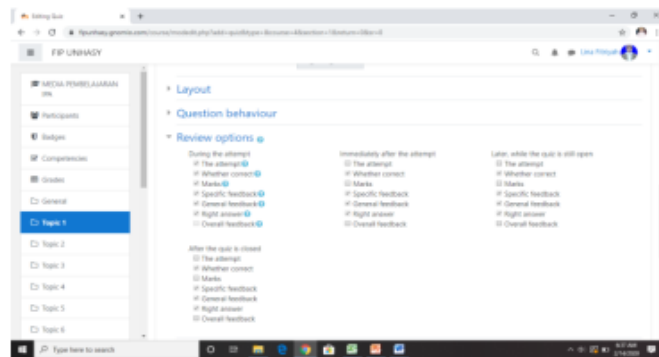 Editing Quiz
FIP UNHASY
MEDIA PEMBELAJARAN
IPA
Participants
Badges
Competencies
Grades
General
Topic 1
Topic 2
Topic 3
Topic 4
Topic 5
Topic 6
Layout
Question behaviour
Review options
During the attempt
The attempt
Whether correct
Marks
Specific feedback
General feedback
Right answer
Overall feedback
Immediately after the attempt
The attempt
Whether correct
Marks
Specific feedback
General feedback
Right answer
Overall feedback
Later, while the quiz is still open
The attempt
Whether correct
Marks
Specific feedback
General feedback
Right answer
Overall feedback
After the quiz is closed
The attempt
Whether correct
Marks
Specific feedback
General feedback
Right answer
Overall feedback
Type here to search